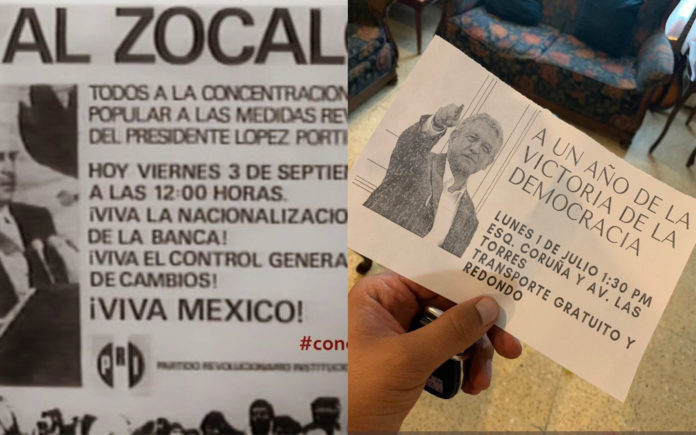 AL ZOCAL
TODOS A LA CONCENTRACION
POPULAR A LAS MEDIDAS REV
DEL PRESIDENTE LOPEZ PORTI
HOY VIERNES 3 DE SEPTIEM
A LAS 12:00 HORAS.
¡VIVA LA NACIONALIZACIO
DE LA BANCA!
¡VIVA EL CONTROL GENERA
DE CAMBIOS!
¡VIVA MEXICO!
#cond
PRI
PARTIDO REVOLUCIONARIO INSTITUCIO
A UN AÑO DE LA
VICTORIA DE LA
DEMOCRACIA
LUNES 1 DE JULIO 1:30 PM
ESQ. CORUÑA Y AV. LAS
TORRES
TRANSPORTE GRATUITO Y
REDONDO